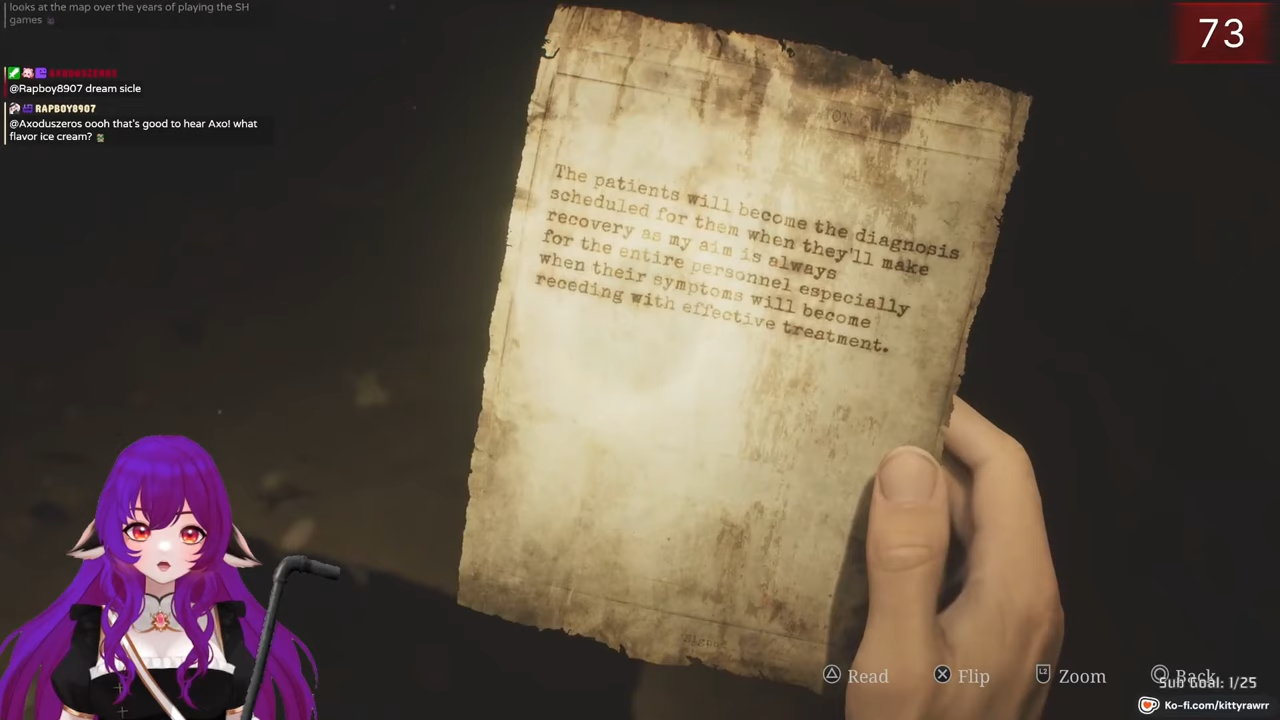 looks at the map over the years of playing the SH
games
@Rapboy8907 dream sicle
RAPBOY8907
@Axoduszeros oooh that's good to hear Axo! what
flavor ice cream?
73
The patients will become the diagnosis
scheduled for them when they'll make
recovery as my aim is always
for the entire personnel especially
when their symptoms will become
receding with effective treatment.
Read
Flip
L2 Zoom
Back
Sub Goal: 1/25
Ko-fi.com/kittyrawrr